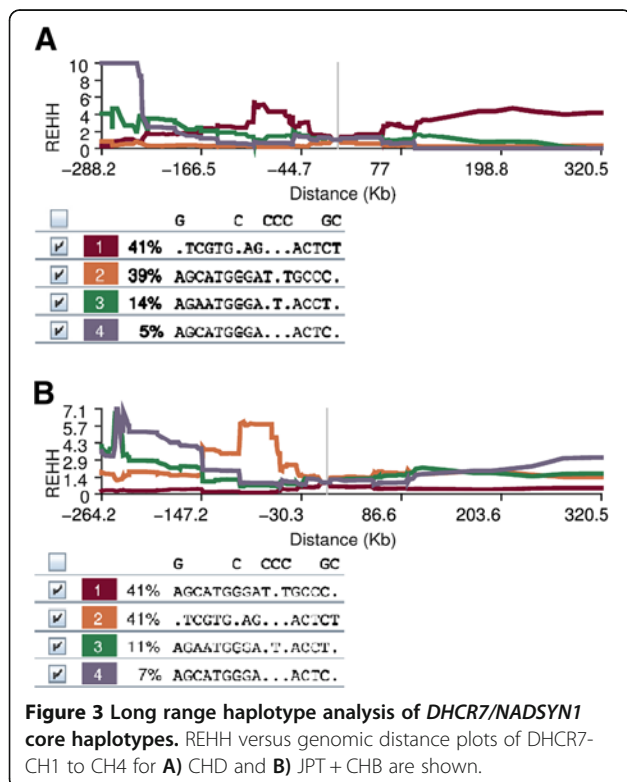 A
10
8
6
4
2
0
REHH
−288.2 −166.5 −44.7 77 198.8 320.5
Distance (Kb)
G C CCC GC
1 41% .TCGTG.AG...ACTCT
2 39% AGCATGGGAT.TGCCC.
3 14% AGAATGGGA.T.ACCT.
4 5% AGCATGGGA...ACTC.
B
7.1
5.7
4.3
2.9
1.4
0
REHH
−264.2 −147.2 −30.3 86.6 203.6 320.5
Distance (Kb)
G C CCC GC
1 41% AGCATGGGAT.TGCCC.
2 41% .TCGTG.AG...ACTCT
3 11% AGAATGGGA.T.ACCT.
4 7% AGCATGGGA...ACTC.
Figure 3 Long range haplotype analysis of DHCR7/NADSYN1
core haplotypes. REHH versus genomic distance plots of DHCR7-
CH1 to CH4 for A) CHD and B) JPT + CHB are shown.